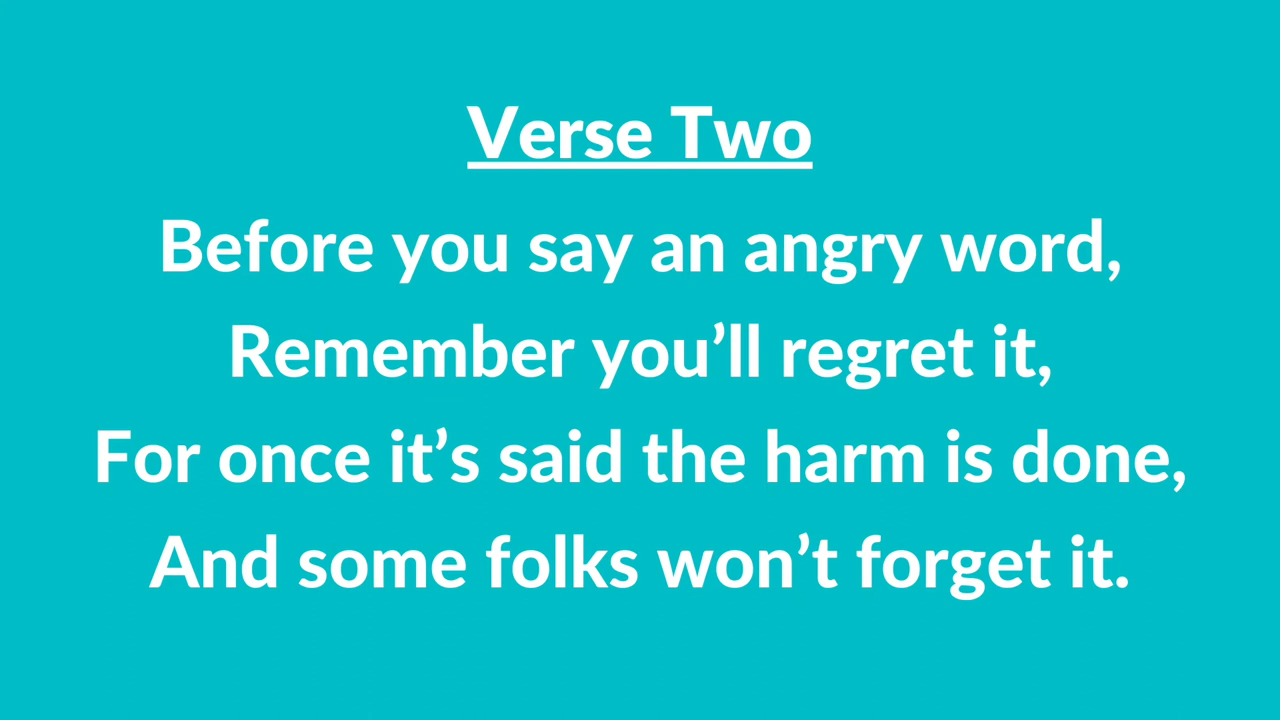 Verse Two
Before you say an angry word,
Remember you’ll regret it,
For once it’s said the harm is done,
And some folks won’t forget it.